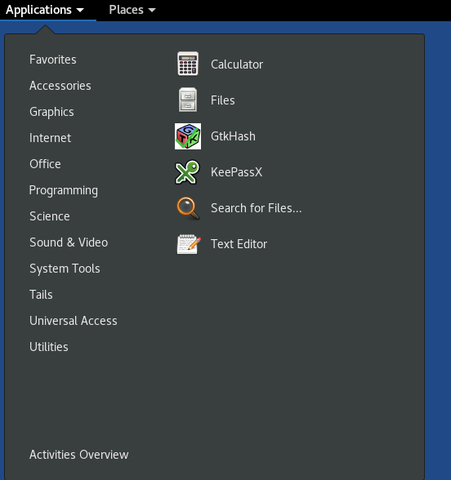 Applications Places
Favorites
Accessories
Graphics
Internet
Office
Programming
Science
Sound & Video
System Tools
Tails
Universal Access
Utilities
Activities Overview
Calculator
Files
GtkHash
KeePassX
Search for Files...
Text Editor